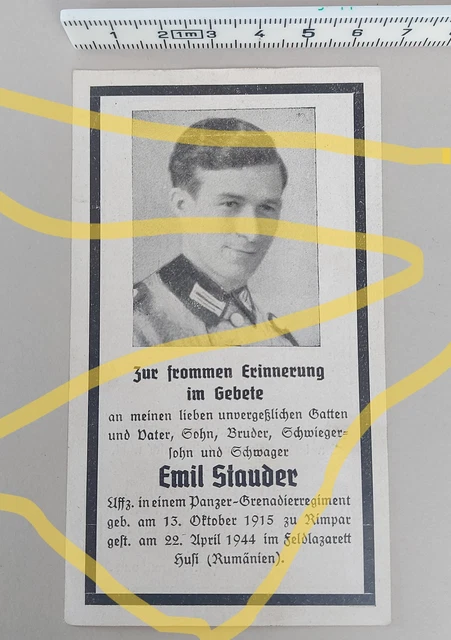 1 2 1m 3 4 5 6 7
Zur frommen Erinnerung
im Gebete
an meinen lieben unvergeßlichen Gatten
und Vater, Sohn, Bruder, Schwieger-
sohn und Schwager
Emil Stauder
Uffz. in einem Panzer-Grenadierregiment
geb. am 13. Oktober 1915 zu Rimpar
gest. am 22. April 1944 im Feldlazarett
Husi (Rumänien).